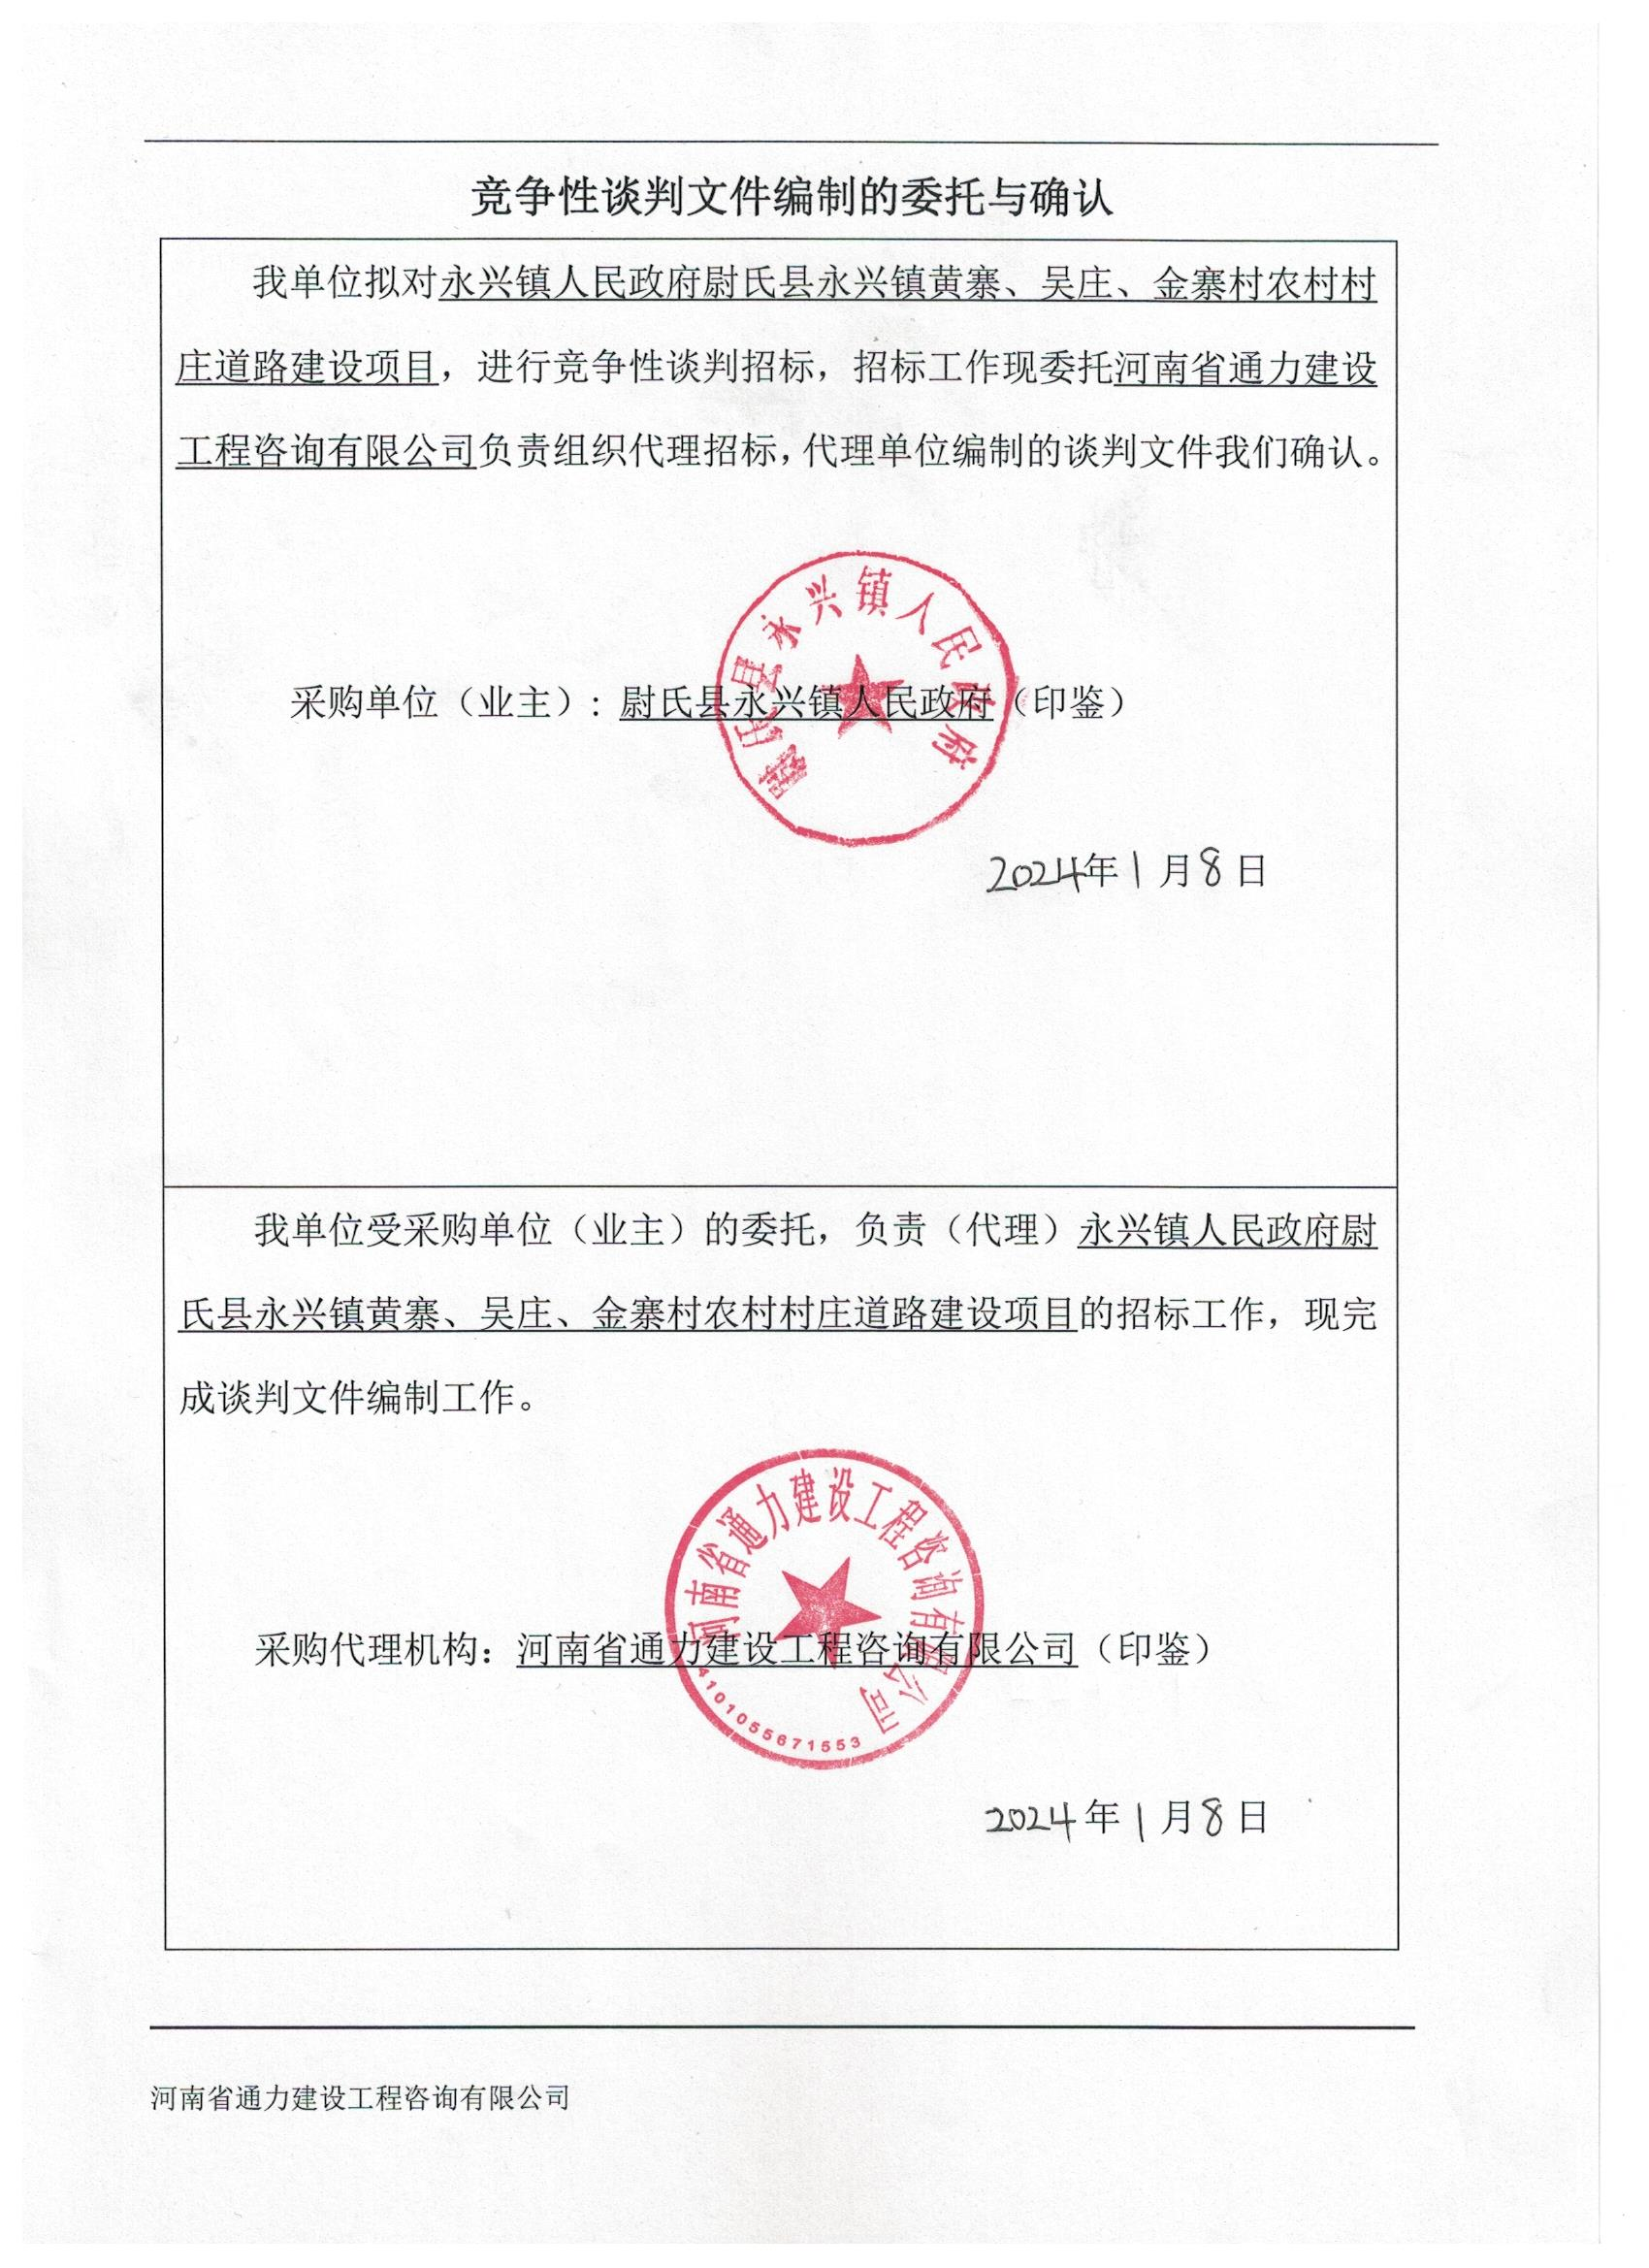 竞争性谈判文件编制的委托与确认
我单位拟对永兴镇人民政府尉氏县永兴镇黄寨、吴庄、金寨村农村村
庄道路建设项目，进行竞争性谈判招标，招标工作现委托河南省通力建设
工程咨询有限公司负责组织代理招标，代理单位编制的谈判文件我们确认。
尉氏县永兴镇人民政府
采购单位（业主）：尉氏县永兴镇人民政府（印鉴）
2024年1月8日
我单位受采购单位（业主）的委托，负责（代理）永兴镇人民政府尉
氏县永兴镇黄寨、吴庄、金寨村农村村庄道路建设项目的招标工作，现完
成谈判文件编制工作。
河南省通力建设工程咨询有限公司
采购代理机构：河南省通力建设工程咨询有限公司（印鉴）
4101055671553
2024年1月8日
河南省通力建设工程咨询有限公司